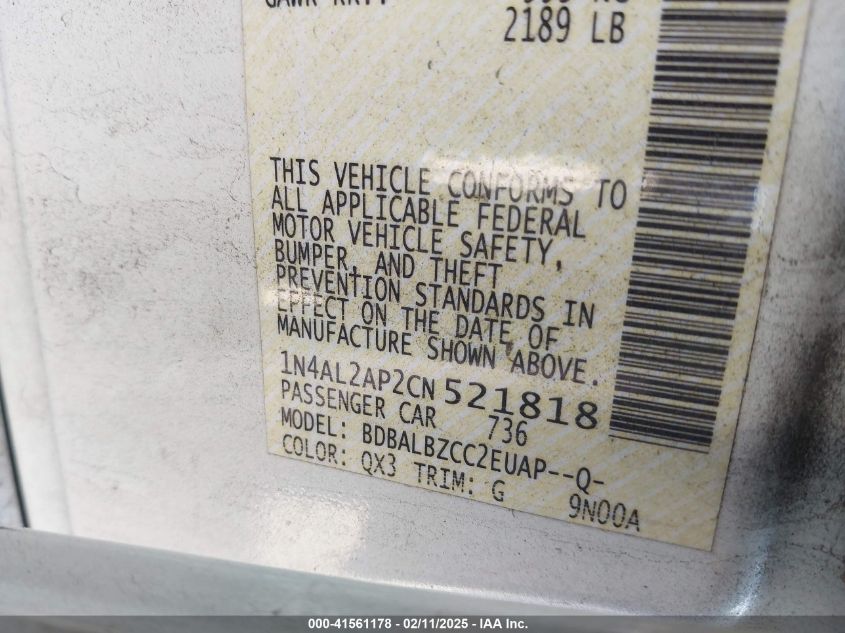 2189 LB
THIS VEHICLE CONFORMS TO
ALL APPLICABLE FEDERAL
MOTOR VEHICLE SAFETY,
BUMPER, AND THEFT
PREVENTION STANDARDS IN
EFFECT ON THE DATE OF
MANUFACTURE SHOWN ABOVE.
1N4AL2AP2CN 521818
PASSENGER CAR 736
MODEL: BDBALBZCC2EUAP--Q-
COLOR: QX3 TRIM: G 9N00A
000-41561178 - 02/11/2025 - IAA Inc.